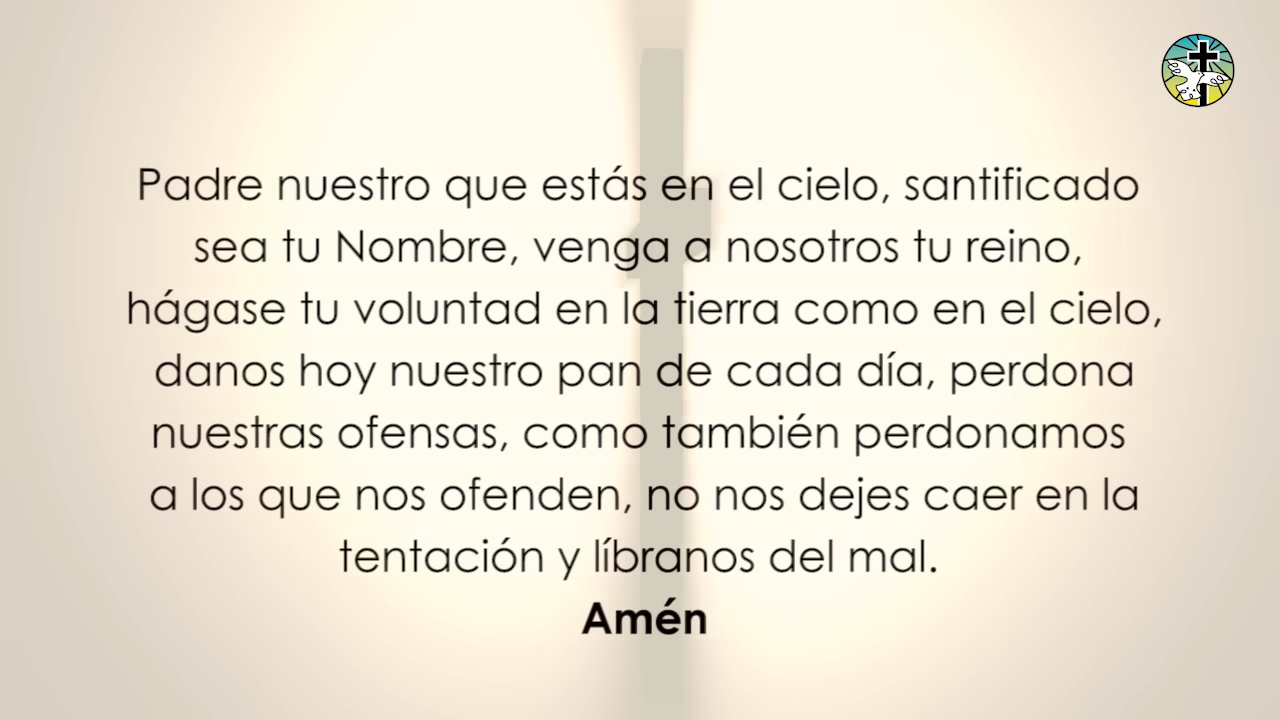 Padre nuestro que estás en el cielo, santificado
sea tu Nombre, venga a nosotros tu reino,
hágase tu voluntad en la tierra como en el cielo,
danos hoy nuestro pan de cada día, perdona
nuestras ofensas, como también perdonamos
a los que nos ofenden, no nos dejes caer en la
tentación y líbranos del mal.
Amén